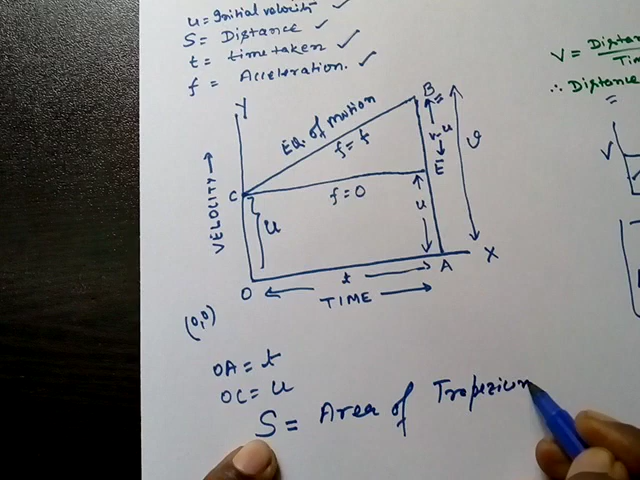 u = Initial velocity ✓
S = Distance ✓
t = time taken ✓
f = Acceleration. ✓
V = Distan
Tim
∴ Distance
=
Y
B
Eq. of motion
f = t
v-u
v
VELOCITY →
C
E
f = 0
u
u
V
t
O
A
X
← TIME →
(0,0)
OA = t
OC = u
S = Area of Trapezium